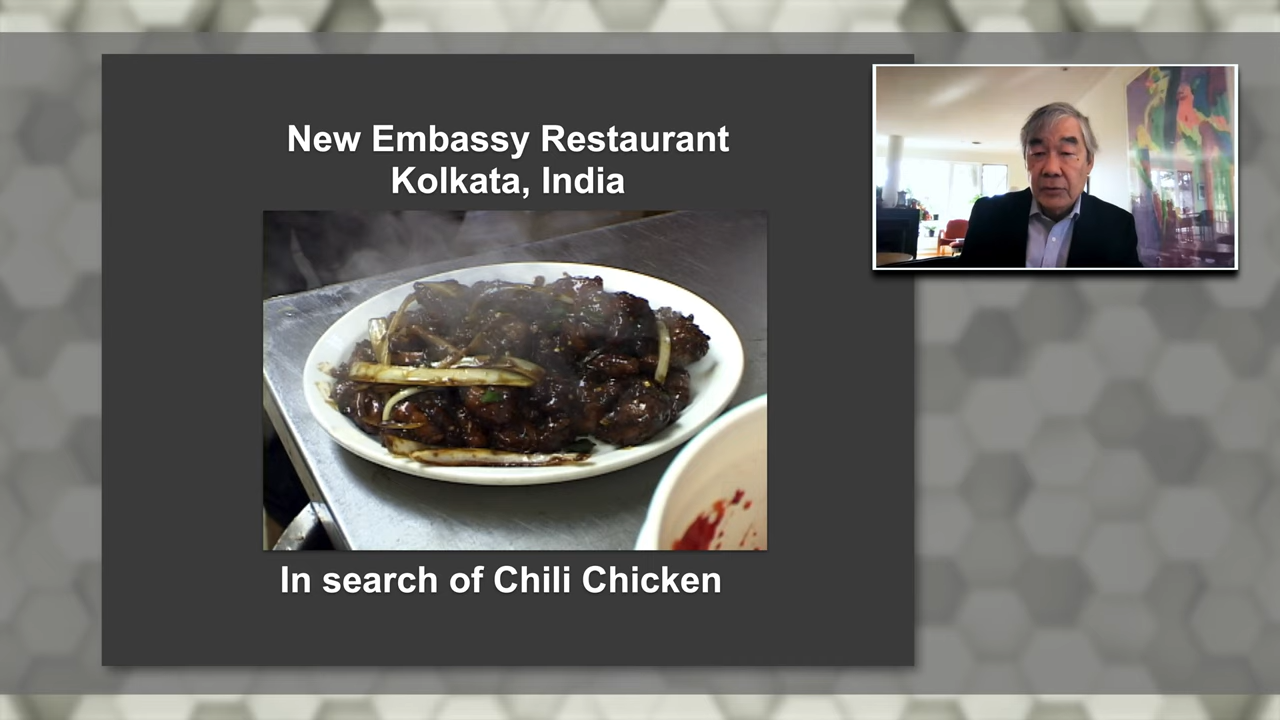 New Embassy Restaurant
Kolkata, India
In search of Chili Chicken